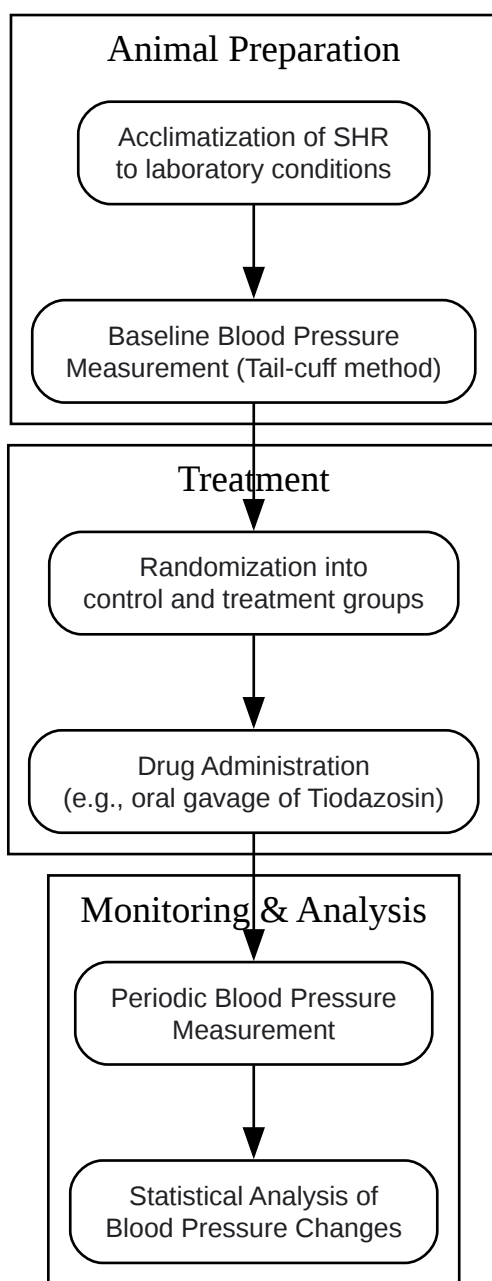 Animal Preparation
Acclimatization of SHR
to laboratory conditions
Baseline Blood Pressure
Measurement (Tail-cuff method)
Treatment
Randomization into
control and treatment groups
Drug Administration
(e.g., oral gavage of Tiodazosin)
Monitoring & Analysis
Periodic Blood Pressure
Measurement
Statistical Analysis of
Blood Pressure Changes